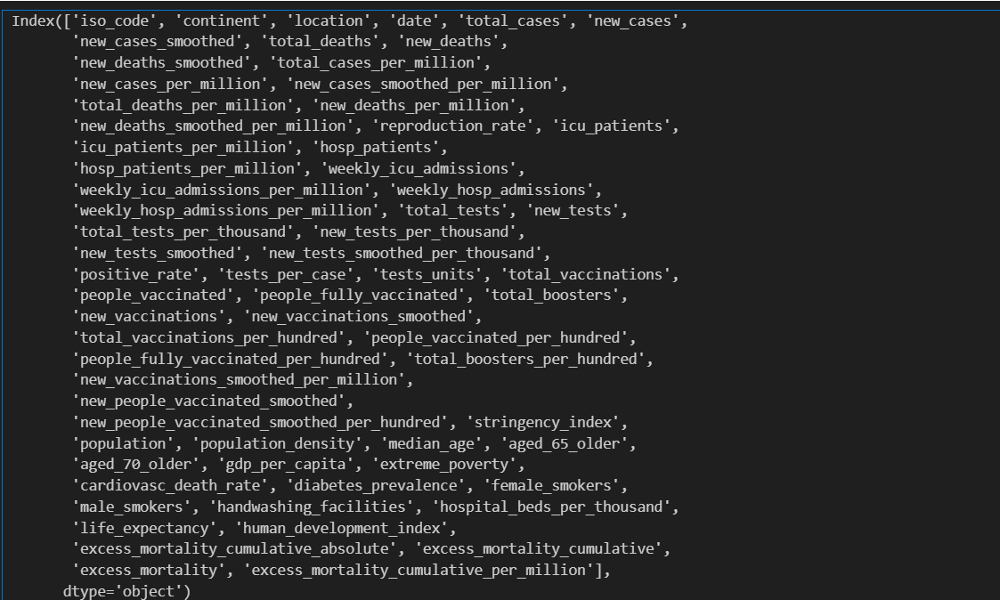 Index(['iso_code', 'continent', 'location', 'date', 'total_cases', 'new_cases',
'new_cases_smoothed', 'total_deaths', 'new_deaths',
'new_deaths_smoothed', 'total_cases_per_million',
'new_cases_per_million', 'new_cases_smoothed_per_million',
'total_deaths_per_million', 'new_deaths_per_million',
'new_deaths_smoothed_per_million', 'reproduction_rate', 'icu_patients',
'icu_patients_per_million', 'hosp_patients',
'hosp_patients_per_million', 'weekly_icu_admissions',
'weekly_icu_admissions_per_million', 'weekly_hosp_admissions',
'weekly_hosp_admissions_per_million', 'total_tests', 'new_tests',
'total_tests_per_thousand', 'new_tests_per_thousand',
'new_tests_smoothed', 'new_tests_smoothed_per_thousand',
'positive_rate', 'tests_per_case', 'tests_units', 'total_vaccinations',
'people_vaccinated', 'people_fully_vaccinated', 'total_boosters',
'new_vaccinations', 'new_vaccinations_smoothed',
'total_vaccinations_per_hundred', 'people_vaccinated_per_hundred',
'people_fully_vaccinated_per_hundred', 'total_boosters_per_hundred',
'new_vaccinations_smoothed_per_million',
'new_people_vaccinated_smoothed',
'new_people_vaccinated_smoothed_per_hundred', 'stringency_index',
'population', 'population_density', 'median_age', 'aged_65_older',
'aged_70_older', 'gdp_per_capita', 'extreme_poverty',
'cardiovasc_death_rate', 'diabetes_prevalence', 'female_smokers',
'male_smokers', 'handwashing_facilities', 'hospital_beds_per_thousand',
'life_expectancy', 'human_development_index',
'excess_mortality_cumulative_absolute', 'excess_mortality_cumulative',
'excess_mortality', 'excess_mortality_cumulative_per_million'],
dtype='object')